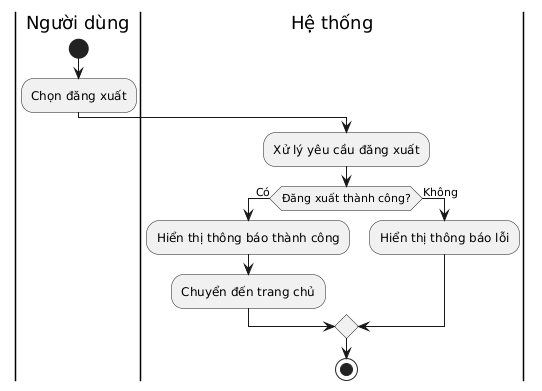 Người dùng
Hệ thống
Chọn đăng xuất
Xử lý yêu cầu đăng xuất
Có
Đăng xuất thành công?
Không
Hiển thị thông báo thành công
Hiển thị thông báo lỗi
Chuyển đến trang chủ